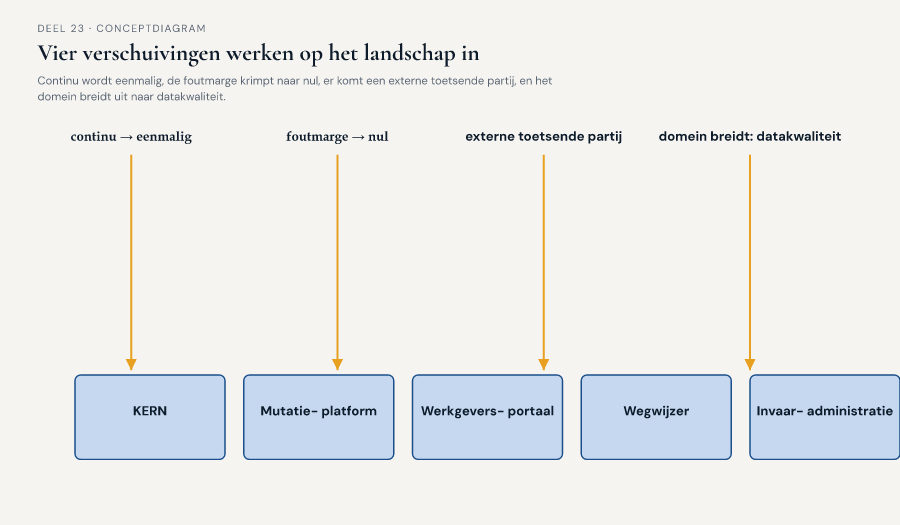 DEEL 23 · CONCEPTDIAGRAM
Vier verschuivingen werken op het landschap in
Continu wordt eenmalig, de foutmarge krimpt naar nul, er komt een externe toetsende partij, en het
domein breidt uit naar datakwaliteit.
continu → eenmalig
foutmarge → nul
externe toetsende partij
domein breidt: datakwaliteit
KERN
Mutatie- platform
Werkgevers- portaal
Wegwijzer
Invaar- administratie